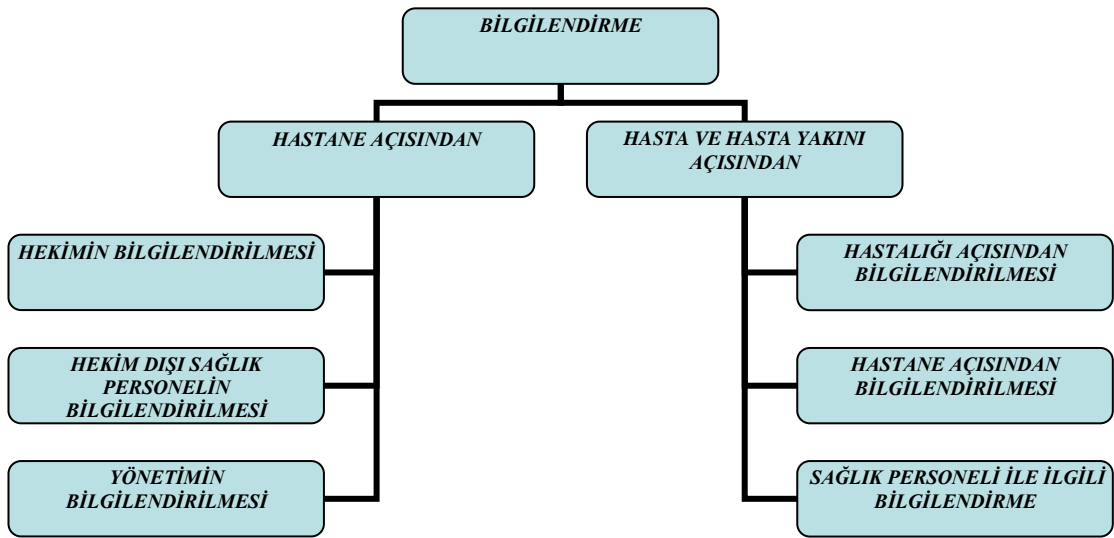 BİLGİLENDİRME
HASTANE AÇISINDAN
HASTA VE HASTA YAKINI
AÇISINDAN
HEKİMİN BİLGİLENDİRİLMESİ
HEKİM DIŞI SAĞLIK
PERSONELİN
BİLGİLENDİRİLMESİ
YÖNETİMİN
BİLGİLENDİRİLMESİ
HASTALIĞI AÇISINDAN
BİLGİLENDİRİLMESİ
HASTANE AÇISINDAN
BİLGİLENDİRİLMESİ
SAĞLIK PERSONELİ İLE İLGİLİ
BİLGİLENDİRME